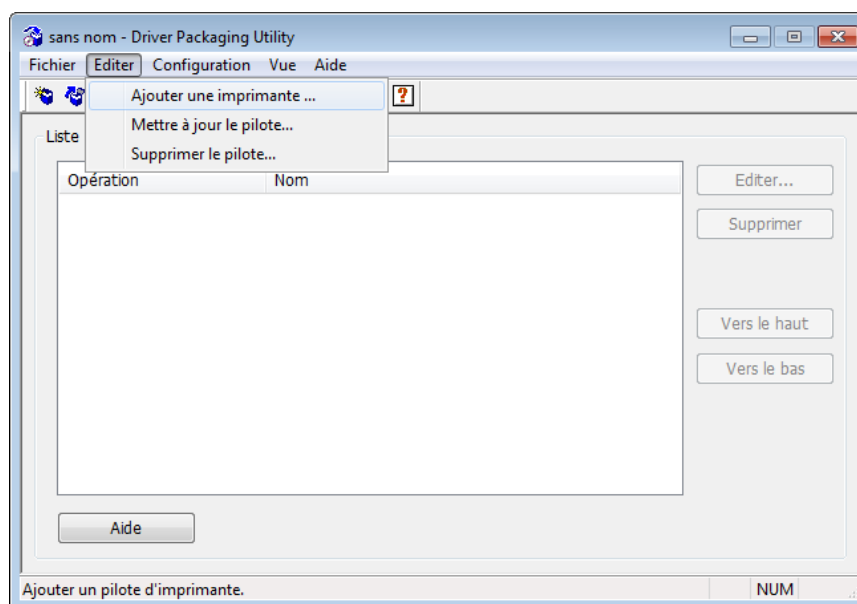 sans nom - Driver Packaging Utility
Fichier Editer Configuration Vue Aide
Ajouter une imprimante ...
Mettre à jour le pilote...
Supprimer le pilote...
?
Liste
Opération Nom
Editer...
Supprimer
Vers le haut
Vers le bas
Aide
Ajouter un pilote d'imprimante.
NUM